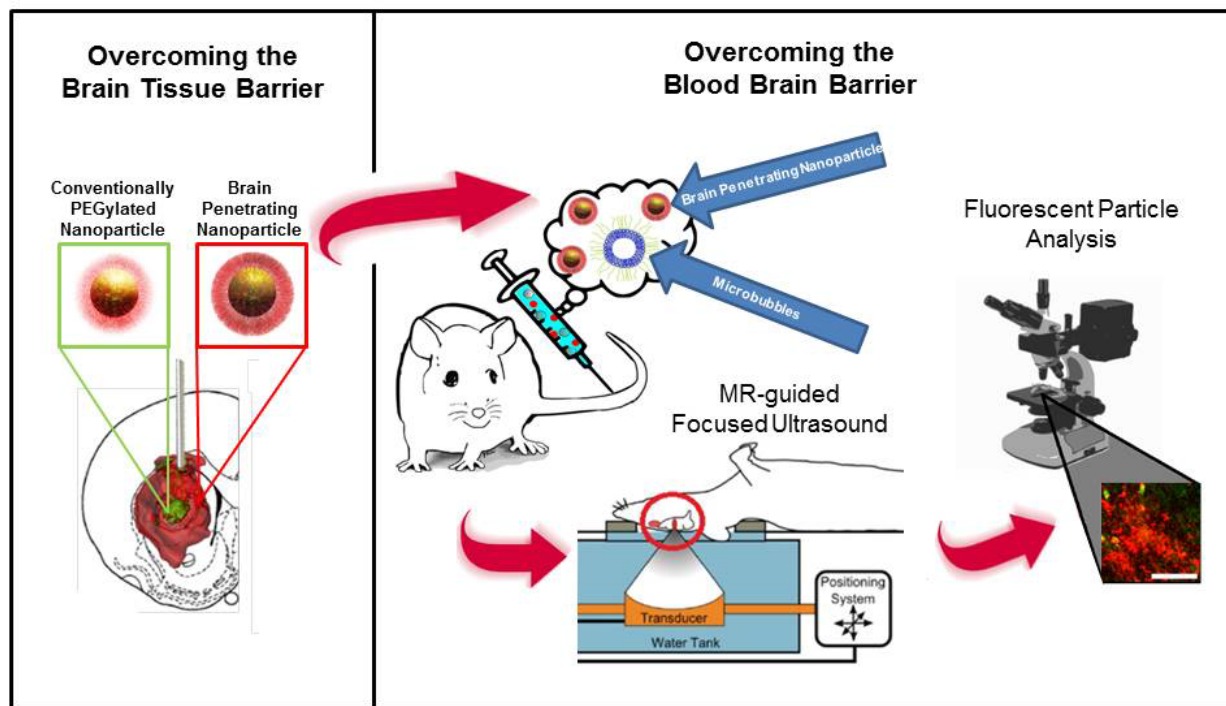 Overcoming the
Brain Tissue Barrier
Conventionally
PEGylated
Nanoparticle
Brain
Penetrating
Nanoparticle
Overcoming the
Blood Brain Barrier
Brain Penetrating Nanoparticle
Microbubbles
MR-guided
Focused Ultrasound
Transducer
Water Tank
Positioning
System
Fluorescent Particle
Analysis